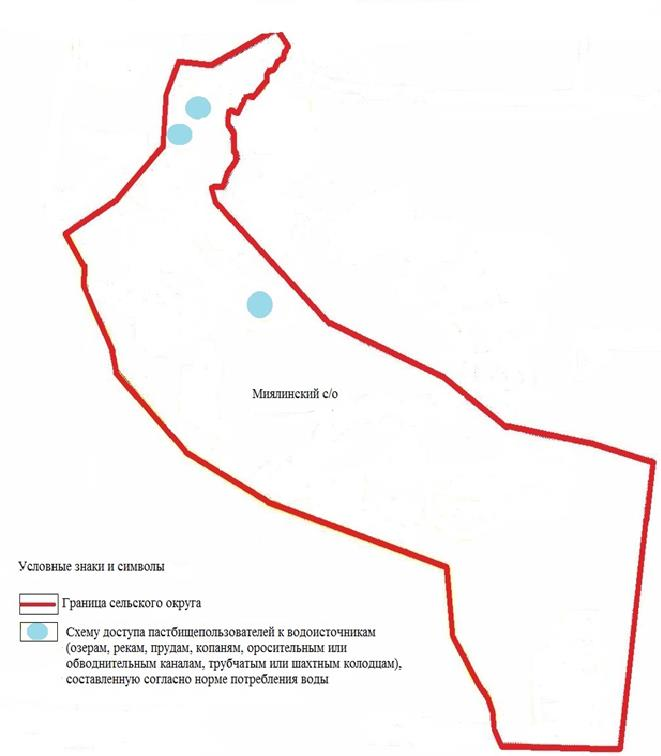 Миялинский с/о
Условные знаки и символы
Граница сельского округа
Схему доступа пастбищепользователей к водоисточникам
(озерам, рекам, прудам, копаням, оросительным или
обводнительным каналам, трубчатым или шахтным колодцам),
составленную согласно норме потребления воды